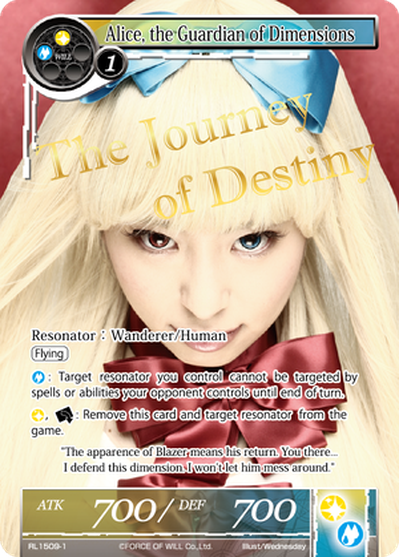 Alice, the Guardian of Dimensions
WILL
1
The Journey
of Destiny
Resonator : Wanderer/Human
Flying
: Target resonator you control cannot be targeted by
spells or abilities your opponent controls until end of turn.
, : Remove this card and target resonator from the
game.
"The apparence of Blazer means his return. You there...
I defend this dimension, I won't let him mess around."
ATK 700/ DEF 700
RL1509-1 ©FORCE OF WILL Co.,Ltd. Illust/Wednesday